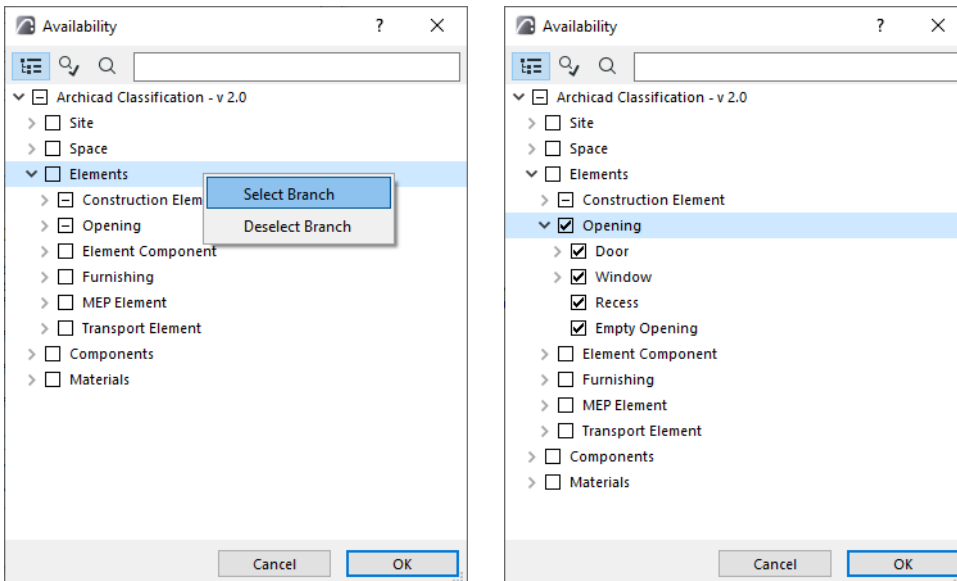 Availability ?
Archicad Classification - v 2.0
Site
Space
Elements
Construction Elem
Select Branch
Opening
Deselect Branch
Element Component
Furnishing
MEP Element
Transport Element
Components
Materials
Cancel OK
Availability ?
Archicad Classification - v 2.0
Site
Space
Elements
Construction Element
Opening
Door
Window
Recess
Empty Opening
Element Component
Furnishing
MEP Element
Transport Element
Components
Materials
Cancel OK